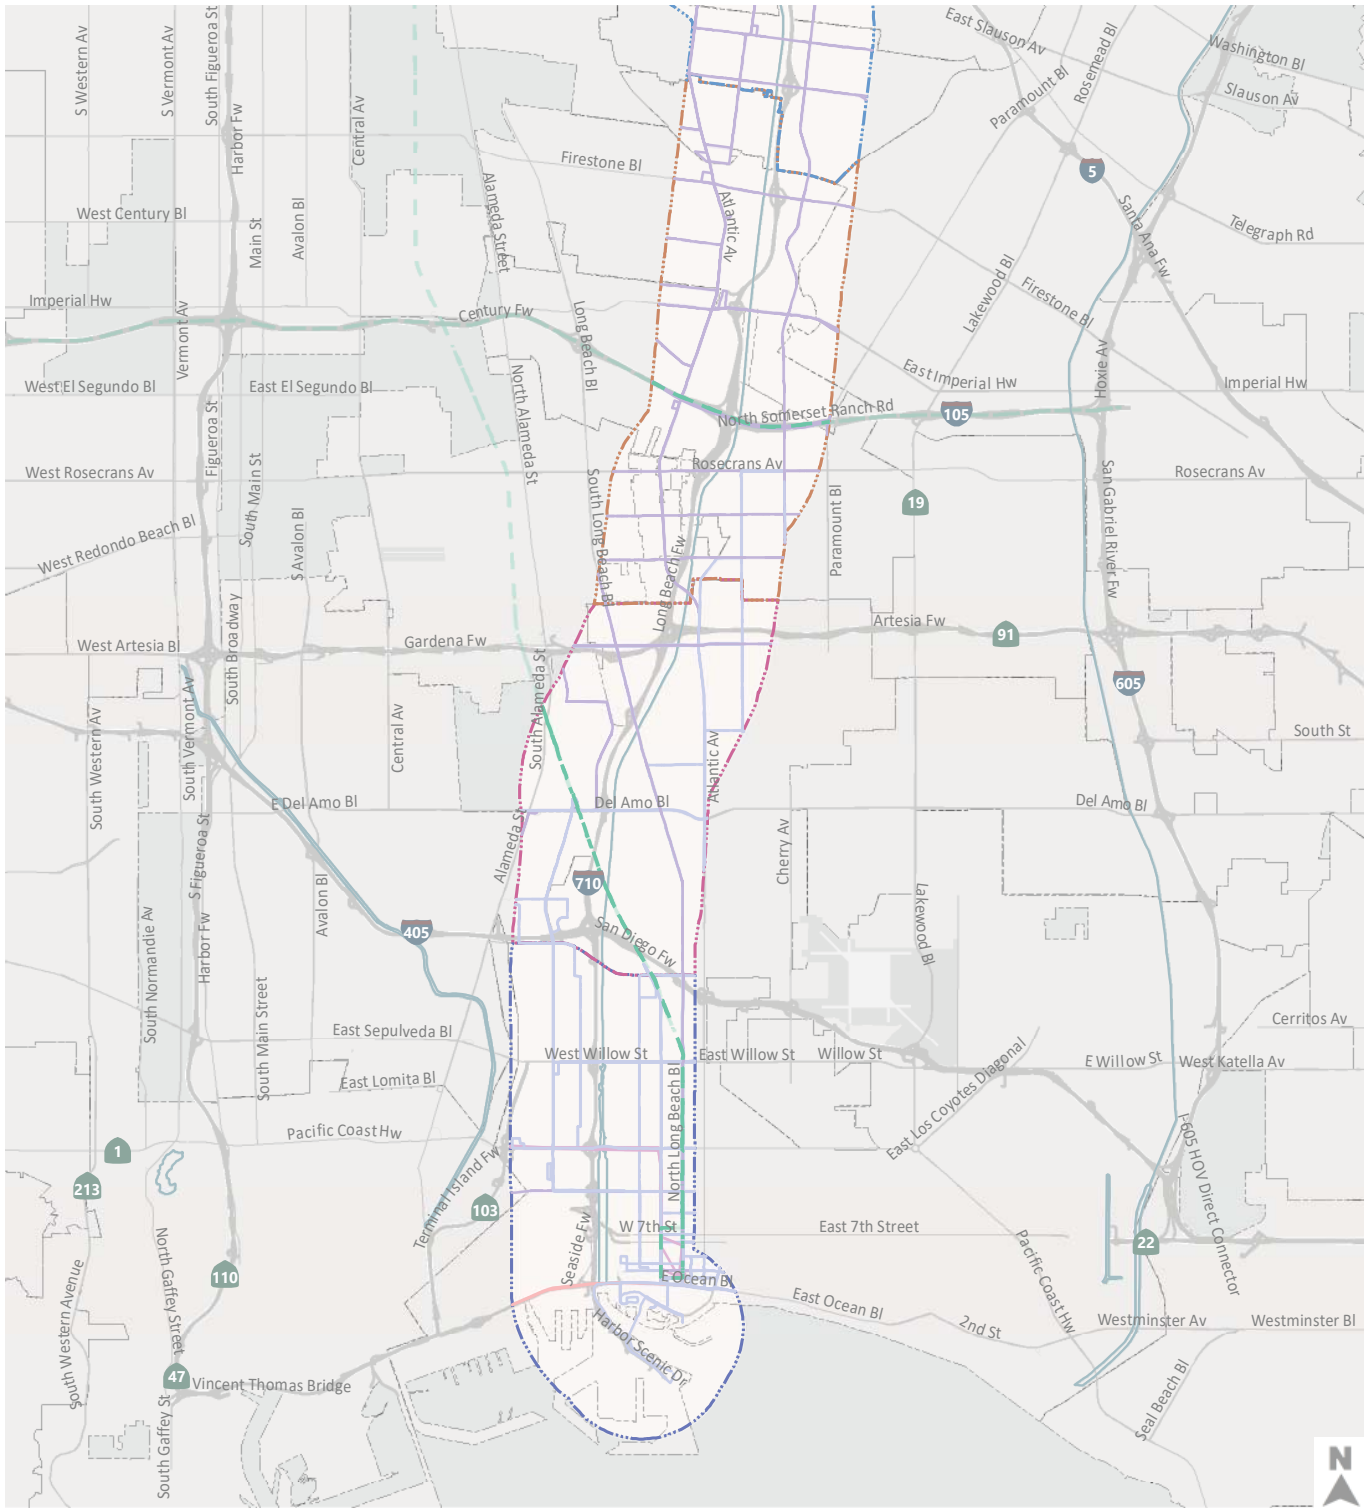 S Western Av
S Vermont Av
South Figueroa St
Harbor Fw
Central Av
East Slauson Av
Rosemead Bl
Washington Bl
Slauson Av
Paramount Bl
Firestone Bl
5
Alameda Street
Atlantic Av
Santa Ana Fw
West Century Bl
Main St
Avalon Bl
Telegraph Rd
Imperial Hw
Vermont Av
Century Fw
Long Beach Bl
Lakewood Bl
Firestone Bl
Hoxie Av
West El Segundo Bl
East El Segundo Bl
North Alameda St
East Imperial Hw
Imperial Hw
North Somerset Ranch Rd
105
Figueroa St
West Rosecrans Av
South Main St
South Long Beach Bl
Rosecrans Av
Paramount Bl
19
San Gabriel River Fw
Rosecrans Av
West Redondo Beach Bl
S Avalon Bl
Long Beach Fw
South Broadway
Artesia Fw
91
West Artesia Bl
Gardena Fw
South Alameda St
605
South Western Av
South Vermont Av
Central Av
Atlantic Av
South St
E Del Amo Bl
Del Amo Bl
Del Amo Bl
S Figueroa St
Alameda St
Cherry Av
710
Avalon Bl
Lakewood Bl
405
San Diego Fw
South Normandie Av
Harbor Fw
South Main Street
East Sepulveda Bl
Cerritos Av
West Willow St
East Willow St
Willow St
E Willow St
West Katella Av
East Lomita Bl
North Long Beach Bl
East Los Coyotes Diagonal
Pacific Coast Hw
1
213
Terminal Island Fw
103
I-605 HOV Direct Connector
Seaside Fw
W 7th St
East 7th Street
22
North Gaffey Street
110
Pacific Coast Hw
South Western Avenue
E Ocean Bl
East Ocean Bl
2nd St
Westminster Av
Westminster Bl
Harbor Scenic Dr
47
Vincent Thomas Bridge
Seal Beach Bl
South Gaffey St
N